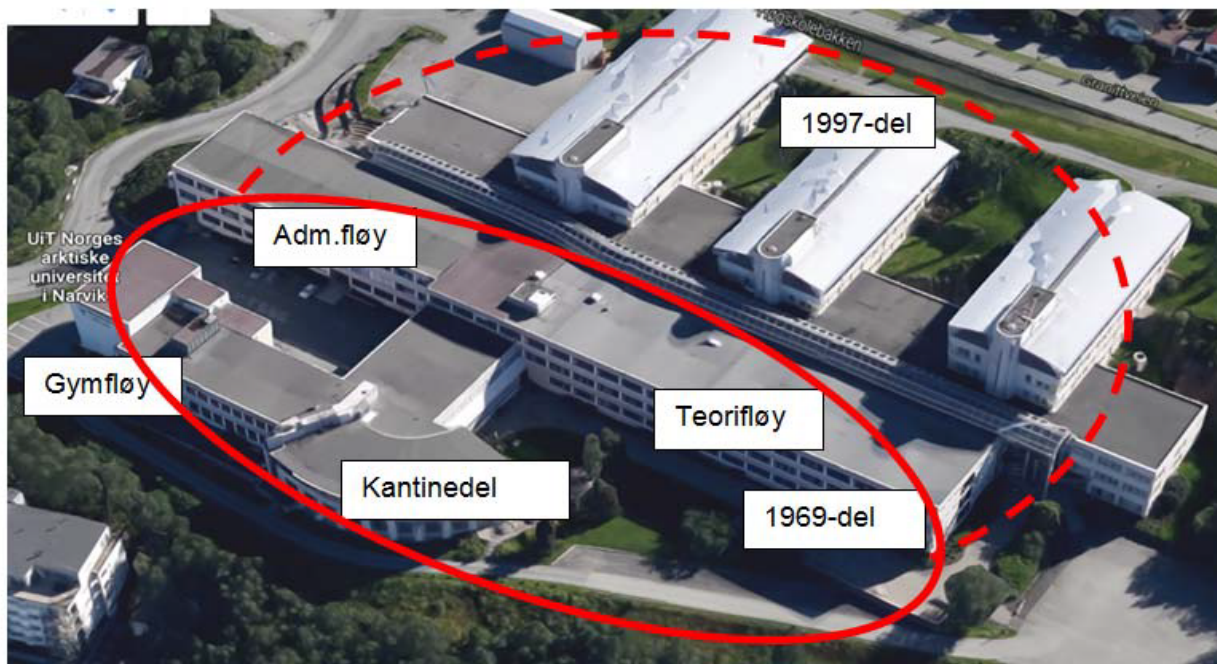 Høgskolebakken
Granittveien
1997-del
Adm.fløy
UiT Norges
arktiske
universitet
i Narvik
Gymfløy
Teorifløy
Kantinedel
1969-del